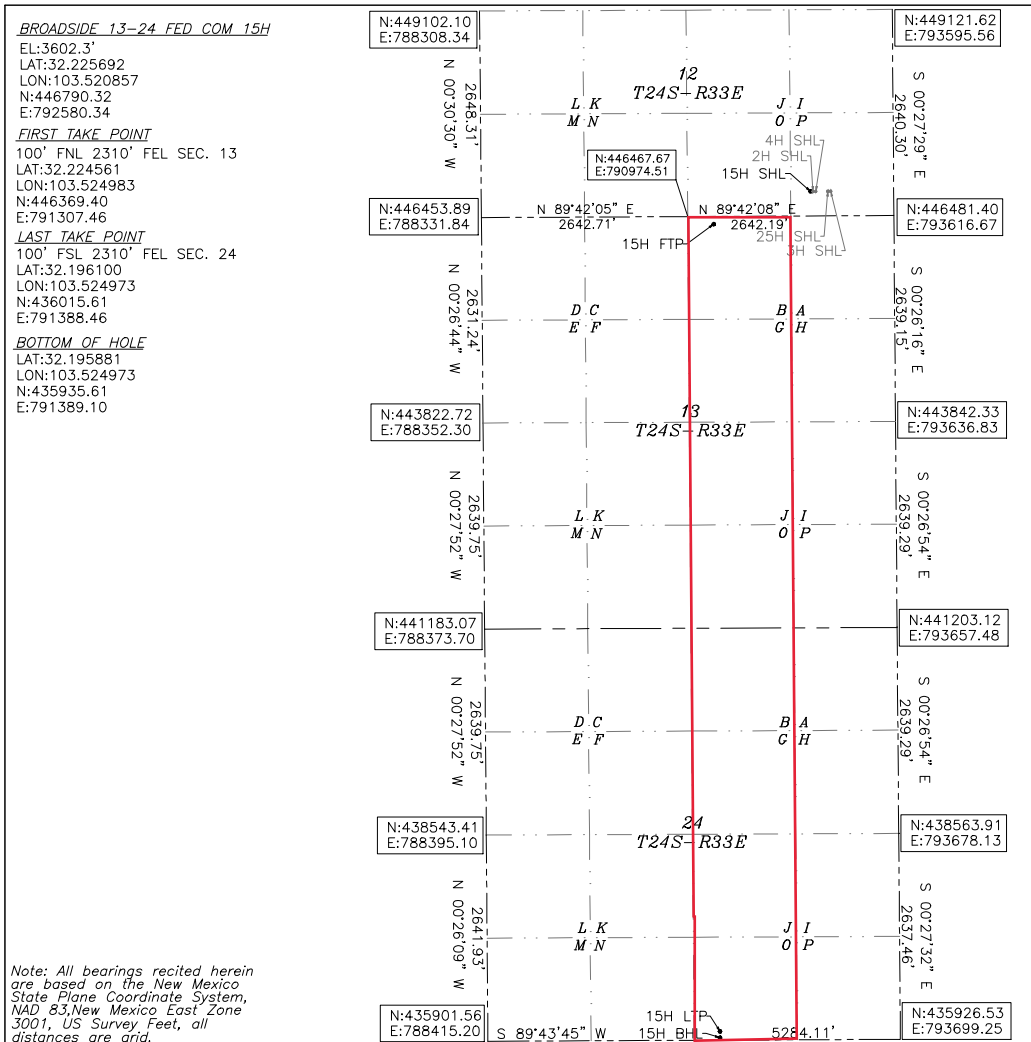 BROADSIDE 13-24 FED COM 15H
EL:3602.3'
LAT:32.225692
LON:103.520857
N:446790.32
E:792580.34
FIRST TAKE POINT
100' FNL 2310' FEL SEC. 13
LAT:32.224561
LON:103.524983
N:446369.40
E:791307.46
LAST TAKE POINT
100' FSL 2310' FEL SEC. 24
LAT:32.196100
LON:103.524973
N:436015.61
E:791388.46
BOTTOM OF HOLE
LAT:32.195881
LON:103.524973
N:435935.61
E:791389.10
N:449102.10
E:788308.34
N:449121.62
E:793595.56
N 00°30'30" W
2648.31'
12
T24S-R33E
S 00°27'29" E
2640.30'
L K
M N
J I
O P
4H SHL
2H SHL
15H SHL
N:446467.67
E:790974.51
N:446453.89
E:788331.84
N 89°42'05" E
2642.71'
N 89°42'08" E
2642.19'
N:446481.40
E:793616.67
15H FTP
25H SHL
3H SHL
N 00°26'44" W
2631.24'
S 00°26'16" E
2639.15'
D C
E F
B A
G H
N:443822.72
E:788352.30
13
T24S-R33E
N:443842.33
E:793636.83
N 00°27'52" W
2639.75'
S 00°26'54" E
2639.29'
L K
M N
J I
O P
N:441183.07
E:788373.70
N:441203.12
E:793657.48
N 00°27'52" W
2639.75'
S 00°26'54" E
2639.29'
D C
E F
B A
G H
N:438543.41
E:788395.10
24
T24S-R33E
N:438563.91
E:793678.13
N 00°26'09" W
2641.93'
S 00°27'32" E
2637.46'
L K
M N
J I
O P
Note: All bearings recited herein
are based on the New Mexico
State Plane Coordinate System,
NAD 83,New Mexico East Zone
3001, US Survey Feet, all
distances are grid.
N:435901.56
E:788415.20
15H LTP
S 89°43'45" W
15H BHL
5284.11'
N:435926.53
E:793699.25